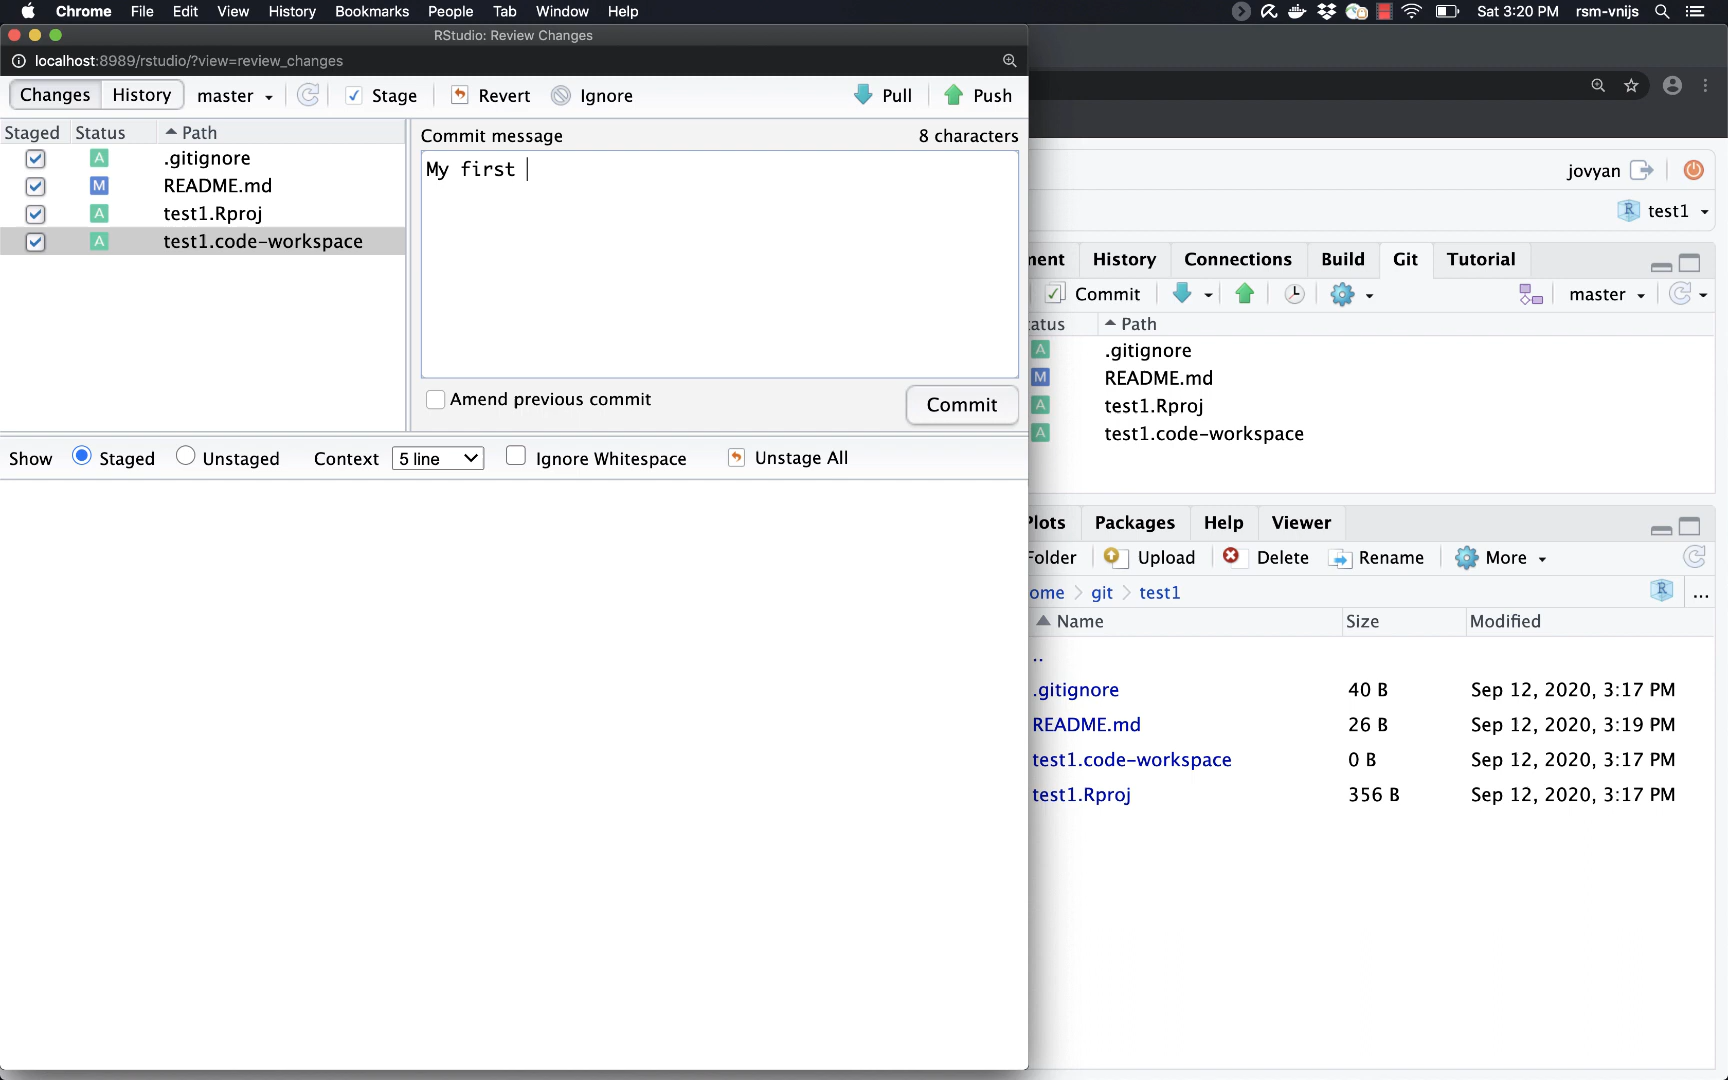 Chrome File Edit View History Bookmarks People Tab Window Help Sat 3:20 PM rsm-vnijs
RStudio: Review Changes
localhost:8989/rstudio/?view=review_changes
Changes History master Stage Revert Ignore Pull Push
Staged Status Path
Commit message 8 characters
A .gitignore
My first
M README.md
A test1.Rproj
A test1.code-workspace
Amend previous commit Commit
Show Staged Unstaged Context 5 line Ignore Whitespace Unstage All
jovyan
R test1
ment History Connections Build Git Tutorial
Commit master
atus Path
A .gitignore
M README.md
A test1.Rproj
A test1.code-workspace
Plots Packages Help Viewer
Folder Upload Delete Rename More
ome git test1 R ...
Name Size Modified
..
.gitignore 40 B Sep 12, 2020, 3:17 PM
README.md 26 B Sep 12, 2020, 3:19 PM
test1.code-workspace 0 B Sep 12, 2020, 3:17 PM
test1.Rproj 356 B Sep 12, 2020, 3:17 PM